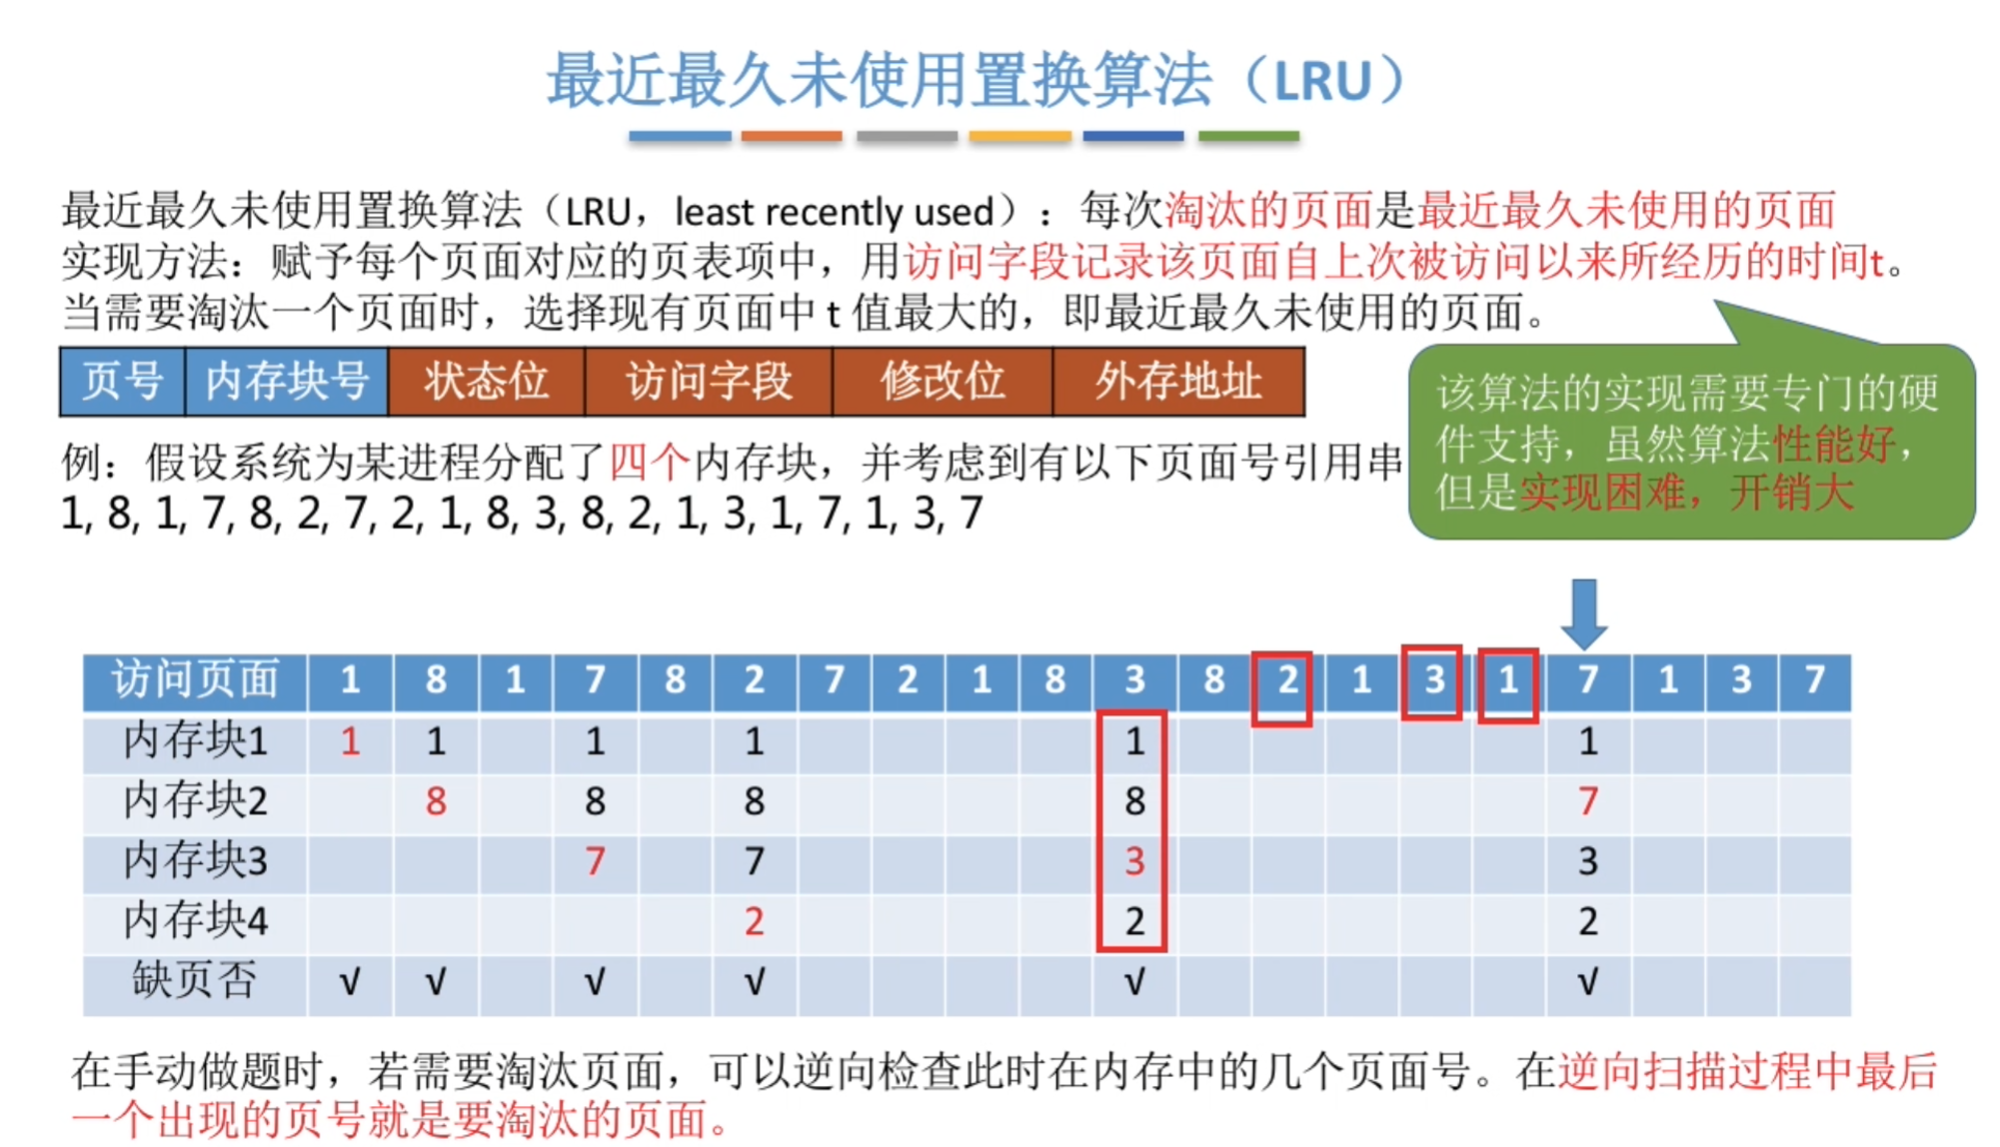 最近最久未使用置换算法（LRU）
最近最久未使用置换算法（LRU，least recently used）：每次淘汰的页面是最近最久未使用的页面
实现方法：赋予每个页面对应的页表项中，用访问字段记录该页面自上次被访问以来所经历的时间t。
当需要淘汰一个页面时，选择现有页面中 t 值最大的，即最近最久未使用的页面。
页号 内存块号 状态位 访问字段 修改位 外存地址
该算法的实现需要专门的硬
件支持，虽然算法性能好，
但是实现困难，开销大
例：假设系统为某进程分配了四个内存块，并考虑到有以下页面号引用串
1, 8, 1, 7, 8, 2, 7, 2, 1, 8, 3, 8, 2, 1, 3, 1, 7, 1, 3, 7
访问页面 1 8 1 7 8 2 7 2 1 8 3 8 2 1 3 1 7 1 3 7
内存块1 1 1 1 1 1 1
内存块2 8 8 8 8 7
内存块3 7 7 3 3
内存块4 2 2 2
缺页否 √ √ √ √ √ √
在手动做题时，若需要淘汰页面，可以逆向检查此时在内存中的几个页面号。在逆向扫描过程中最后
一个出现的页号就是要淘汰的页面。